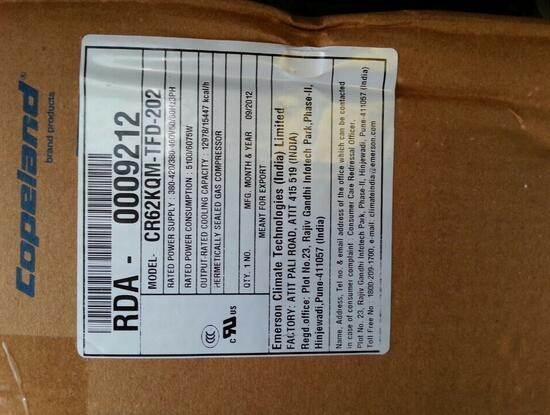 Copeland®
brand products
RDA - 0009212
MODEL- CR62KQM-TFD-202
RATED POWER SUPPLY : 380-420/380-460V50/60Hz3PH
RATED POWER CONSUMPTION : 5100/6075W
OUTPUT-RATED COOLING CAPACITY : 12978/15447 kcal/h
HERMETICALLY SEALED GAS COMPRESSOR
QTY. 1 NO. MFG. MONTH & YEAR 09/2012
MEANT FOR EXPORT
CCC
C UL US
Emerson Climate Technologies (India) Limited
FACTORY: ATIT PALI ROAD, ATIT 415 519 (INDIA)
Regd office: Plot No.23, Rajiv Gandhi Infotech Park,Phase-II,
Hinjewadi,Pune-411057 (India)
Name, Address, Tel no. & email address of the office which can be contacted
in case of consumer complaint : Consumer Care Redressal Officer,
Plot No. 23, Rajiv Gandhi Infotech Park, Phase-II, Hinjewadi, Pune-411057 (India)
Toll Free No : 1800-209-1700, e-mail: climateindia@emerson.com